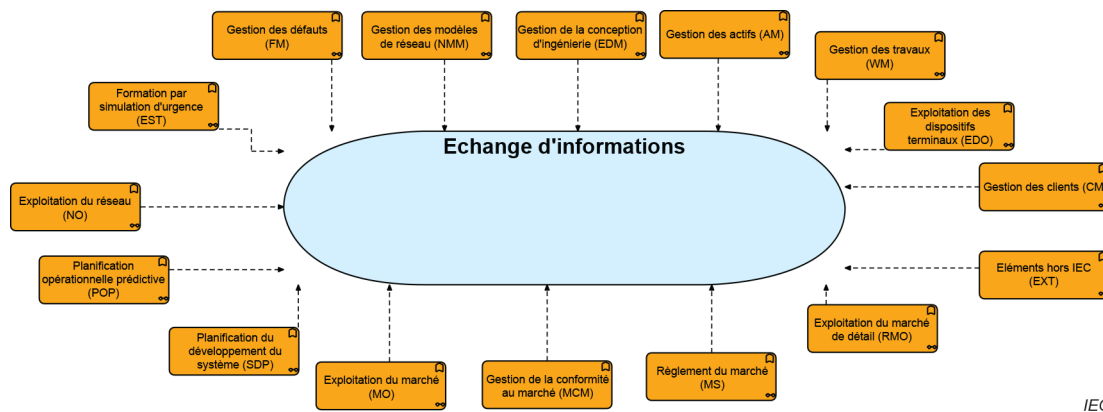 Gestion des défauts
(FM)
Gestion des modèles
de réseau (NMM)
Gestion de la conception
d'ingénierie (EDM)
Gestion des actifs (AM)
Gestion des travaux
(WM)
Formation par
simulation d'urgence
(EST)
Exploitation des
dispositifs
terminaux (EDO)
Echange d'informations
Gestion des clients (CM
Exploitation du réseau
(NO)
Planification
opérationnelle prédictive
(POP)
Eléments hors IEC
(EXT)
Planification du
développement du
système (SDP)
Exploitation du marché
(MO)
Gestion de la conformité
au marché (MCM)
Règlement du marché
(MS)
Exploitation du marché
de détail (RMO)
IEC